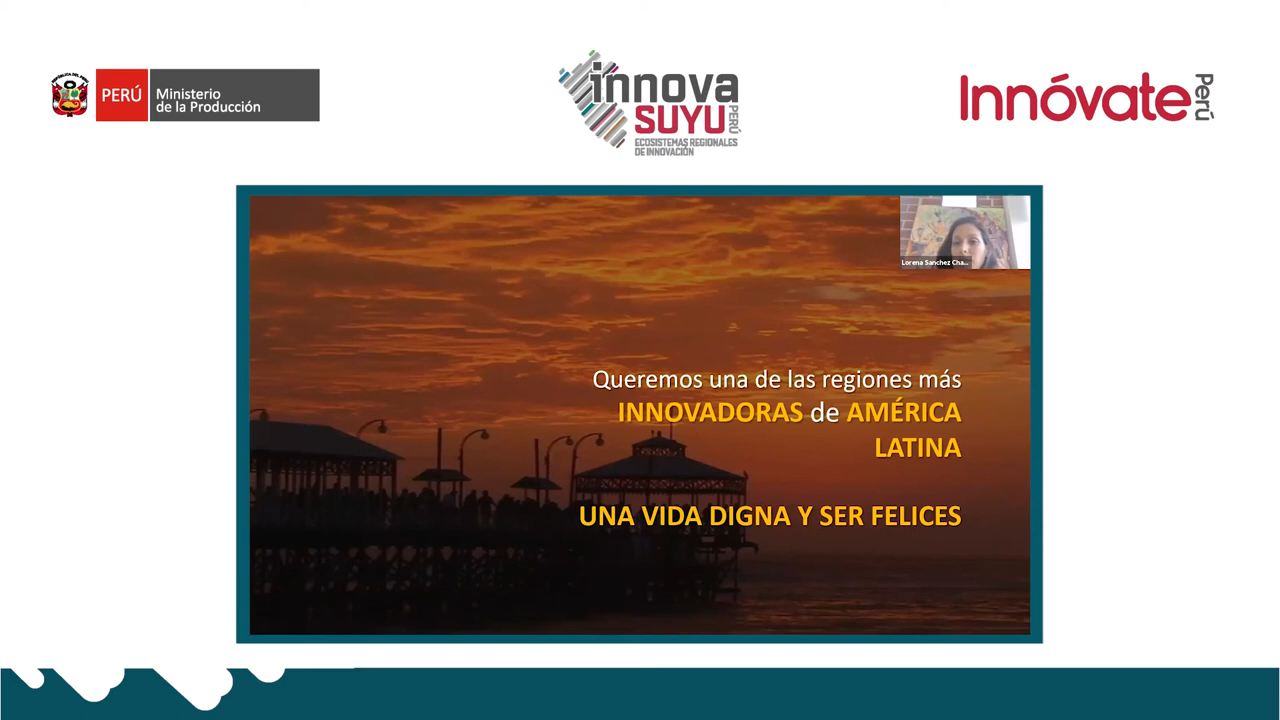 PERÚ
Ministerio
de la Producción
innova
SUYU
PERÚ
ECOSISTEMAS REGIONALES
DE INNOVACIÓN
Innóvate
Perú
Lorena Sanchez Cha...
Queremos una de las regiones más
INNOVADORAS de AMÉRICA
LATINA
UNA VIDA DIGNA Y SER FELICES